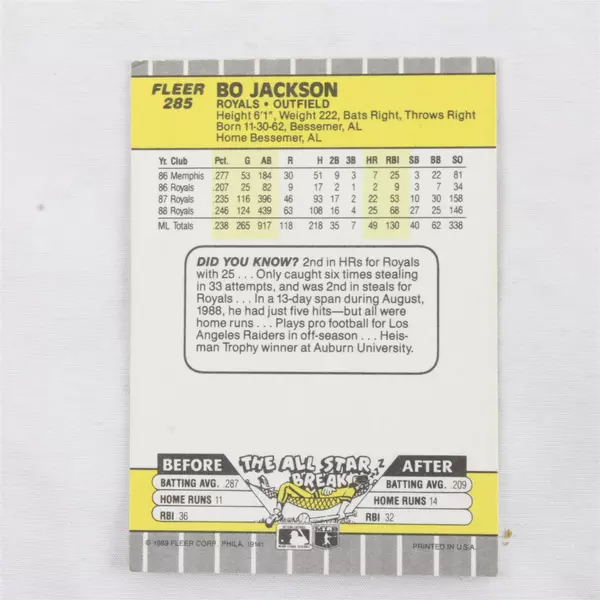 FLEER
285
BO JACKSON
ROYALS • OUTFIELD
Height 6'1", Weight 222, Bats Right, Throws Right
Born 11-30-62, Bessemer, AL
Home Bessemer, AL
Yr. Club Pct. G AB R H 2B 3B HR RBI SB BB SO
86 Memphis .277 53 184 30 51 9 3 7 25 3 22 81
86 Royals .207 25 82 9 17 2 1 2 9 3 7 34
87 Royals .235 116 396 46 93 17 2 22 53 10 30 158
88 Royals .246 124 439 63 108 16 4 25 68 27 25 146
ML Totals .238 265 917 118 218 35 7 49 130 40 62 338
DID YOU KNOW? 2nd in HRs for Royals
with 25 . . . Only caught six times stealing
in 33 attempts, and was 2nd in steals for
Royals . . . In a 13-day span during August,
1988, he had just five hits—but all were
home runs . . . Plays pro football for Los
Angeles Raiders in off-season . . . Heis-
man Trophy winner at Auburn University.
BEFORE THE ALL STAR BREAK AFTER
BATTING AVG. .287 BATTING AVG. .209
HOME RUNS 11 HOME RUNS 14
RBI 36 RBI 32
© 1989 FLEER CORP. PHILA. 19141 PRINTED IN U.S.A.